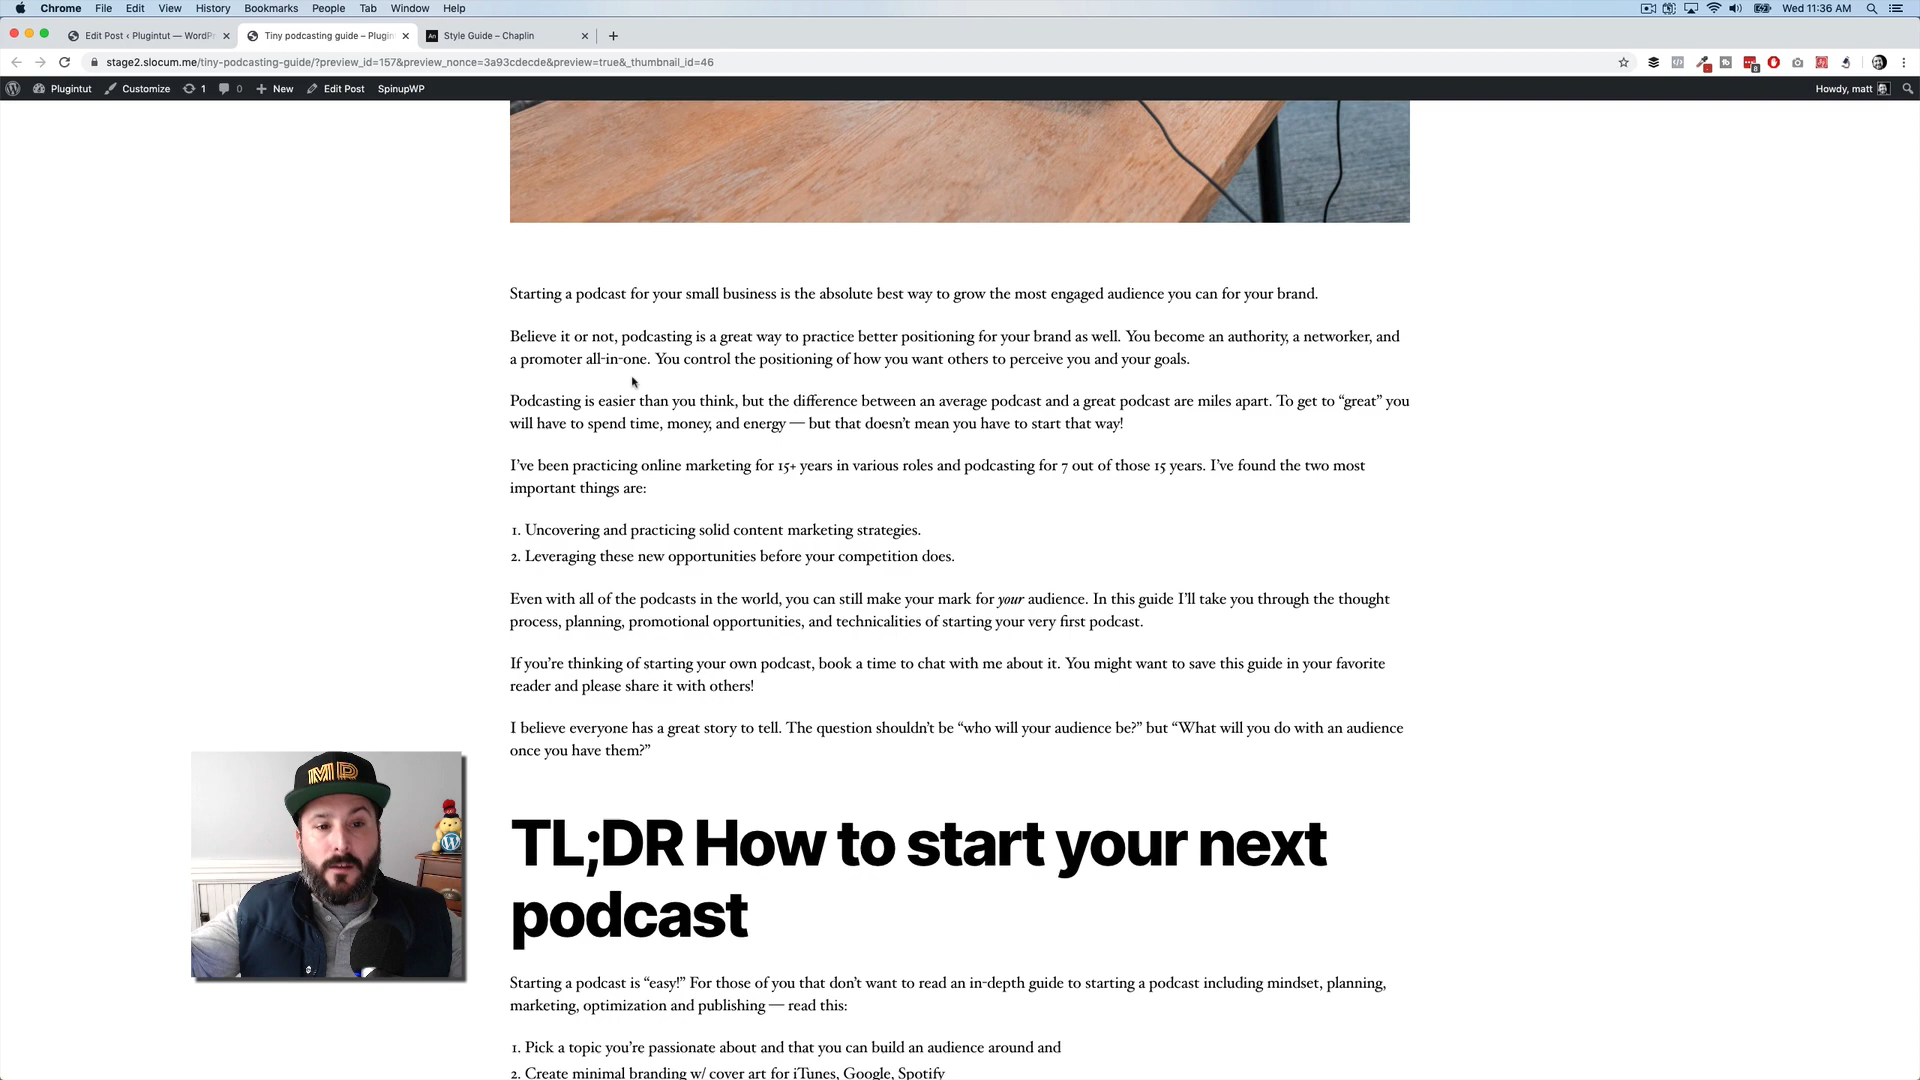 Chrome File Edit View History Bookmarks People Tab Window Help
Wed 11:36 AM
Edit Post ‹ Plugintut — WordPr
Tiny podcasting guide – Plugin
An Style Guide – Chaplin
stage2.slocum.me/tiny-podcasting-guide/?preview_id=157&preview_nonce=3a93cdecde&preview=true&_thumbnail_id=46
Plugintut Customize 1 0 New Edit Post SpinupWP
Howdy, matt
Starting a podcast for your small business is the absolute best way to grow the most engaged audience you can for your brand.
Believe it or not, podcasting is a great way to practice better positioning for your brand as well. You become an authority, a networker, and
a promoter all-in-one. You control the positioning of how you want others to perceive you and your goals.
Podcasting is easier than you think, but the difference between an average podcast and a great podcast are miles apart. To get to “great” you
will have to spend time, money, and energy — but that doesn’t mean you have to start that way!
I’ve been practicing online marketing for 15+ years in various roles and podcasting for 7 out of those 15 years. I’ve found the two most
important things are:
1. Uncovering and practicing solid content marketing strategies.
2. Leveraging these new opportunities before your competition does.
Even with all of the podcasts in the world, you can still make your mark for your audience. In this guide I’ll take you through the thought
process, planning, promotional opportunities, and technicalities of starting your very first podcast.
If you’re thinking of starting your own podcast, book a time to chat with me about it. You might want to save this guide in your favorite
reader and please share it with others!
I believe everyone has a great story to tell. The question shouldn’t be “who will your audience be?” but “What will you do with an audience
once you have them?”
MD
TL;DR How to start your next
podcast
Starting a podcast is “easy!” For those of you that don’t want to read an in-depth guide to starting a podcast including mindset, planning,
marketing, optimization and publishing — read this:
1. Pick a topic you’re passionate about and that you can build an audience around and
2. Create minimal branding w/ cover art for iTunes, Google, Spotify